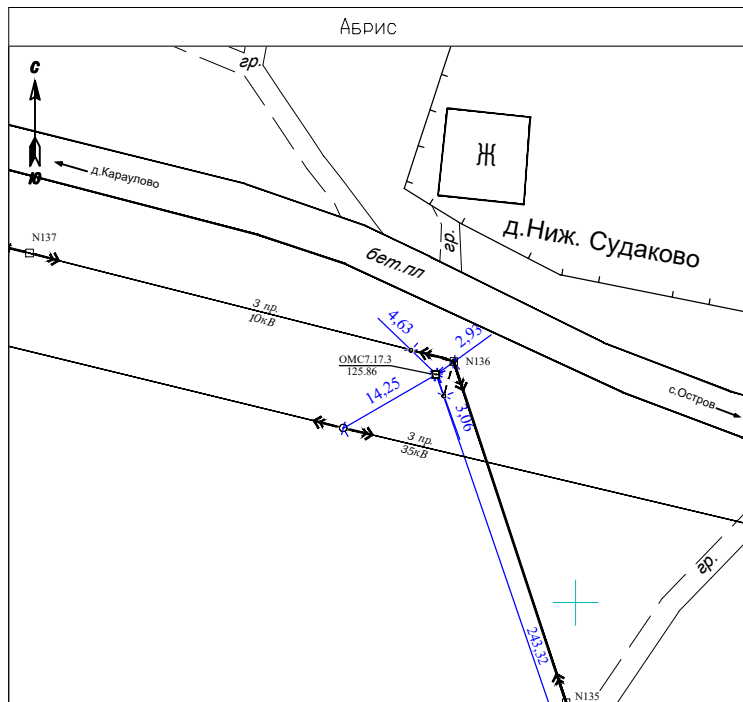 Абрис
гр.
С
Ж
Ю
д.Караулово
гр.
д.Ниж. Судаково
N137
бет.пл
3 пр.
10кВ
4,63
2,93
ОМС7.17.3
125.86
N136
14,25
с.Остров
3,06
3 пр.
35кВ
гр.
243,32
N135